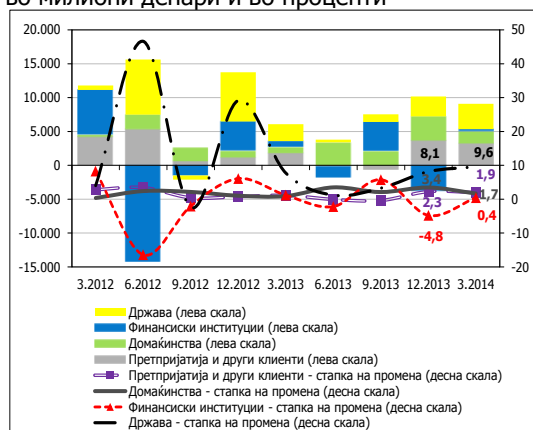 во милиони денари и во проценти
20.000
15.000
10.000
5.000
0
-5.000
-10.000
-15.000
50
40
30
20
10
0
-10
-20
8,1
9,6
3,4
1,9
2,3
1,7
-4,8
0,4
3.2012 6.2012 9.2012 12.2012 3.2013 6.2013 9.2013 12.2013 3.2014
Држава (лева скала)
Финансиски институции (лева скала)
Домаќинства (лева скала)
Претпријатија и други клиенти (лева скала)
Претпријатија и други клиенти - стапка на промена (десна скала)
Домаќинства - стапка на промена (десна скала)
Финансиски институции - стапка на промена (десна скала)
Држава - стапка на промена (десна скала)